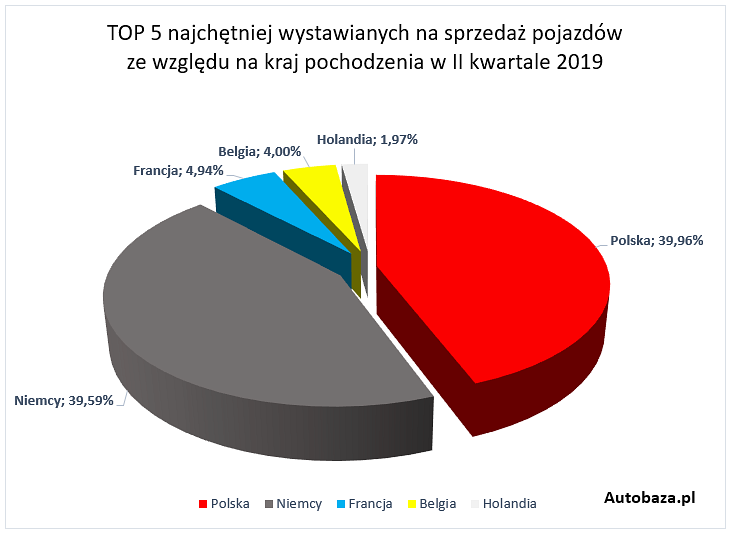 TOP 5 najchętniej wystawianych na sprzedaż pojazdów
ze względu na kraj pochodzenia w II kwartale 2019
Holandia; 1,97%
Belgia; 4,00%
Francja; 4,94%
Polska; 39,96%
Niemcy; 39,59%
Polska Niemcy Francja Belgia Holandia
Autobaza.pl